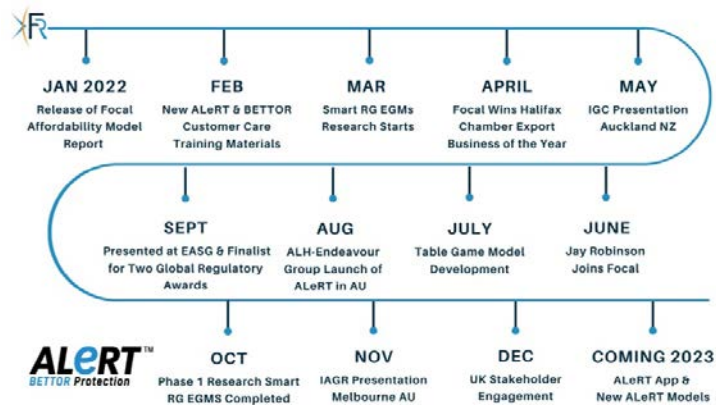 FR
JAN 2022
Release of Focal
Affordability Model
Report
FEB
New ALeRT & BETTOR
Customer Care
Training Materials
MAR
Smart RG EGMs
Research Starts
APRIL
Focal Wins Halifax
Chamber Export
Business of the Year
MAY
IGC Presentation
Auckland NZ
JUNE
Jay Robinson
Joins Focal
JULY
Table Game Model
Development
AUG
ALH-Endeavour
Group Launch of
ALeRT in AU
SEPT
Presented at EASG & Finalist
for Two Global Regulatory
Awards
OCT
Phase 1 Research Smart
RG EGMS Completed
NOV
IAGR Presentation
Melbourne AU
DEC
UK Stakeholder
Engagement
COMING 2023
ALeRT App &
New ALeRT Models
ALeRT™
BETTOR Protection